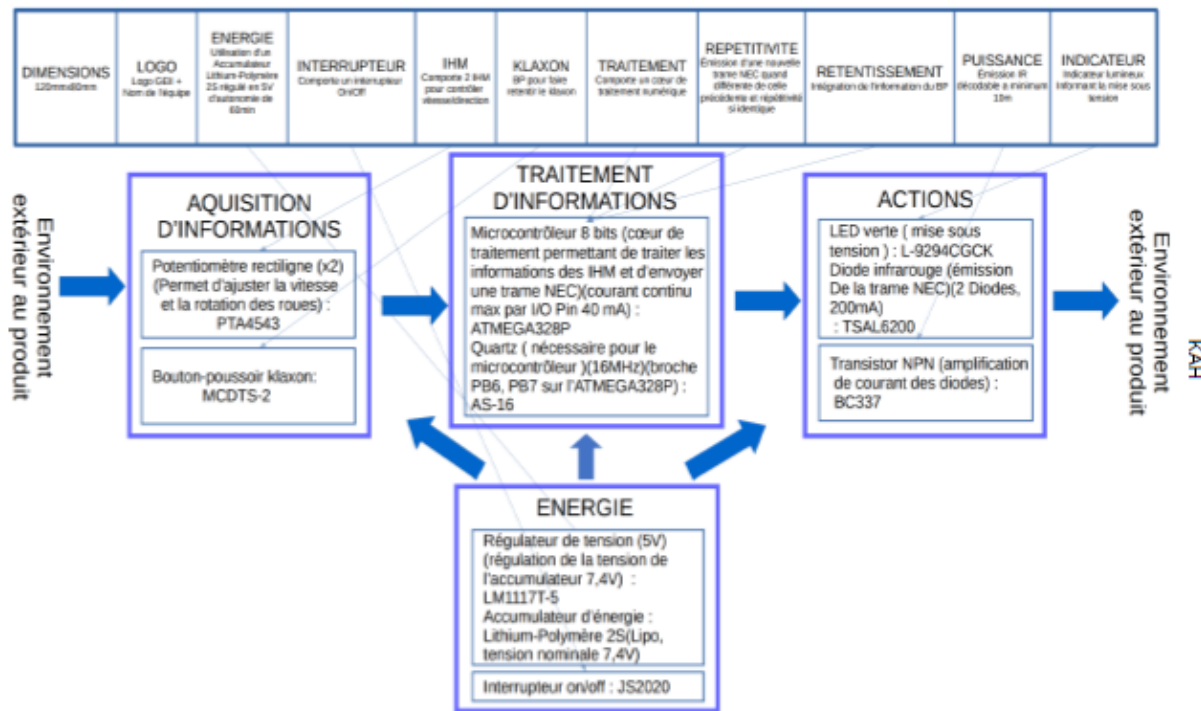 DIMENSIONS
120mmx80mm
LOGO
Logo GEII +
Nom de l'équipe
ENERGIE
Utilisation d'un
Accumulateur
Lithium-Polymère
2S régulé en 5V
d'autonomie de
60min
INTERRUPTEUR
Comporte un interrupteur
On/Off
IHM
Comporte 2 IHM
pour contrôler
vitesse/direction
KLAXON
BP pour faire
retentir le klaxon
TRAITEMENT
Comporte un cœur de
traitement numérique
REPETITIVITE
Émission d'une nouvelle
trame NEC quand
différente de celle
précédente et répétitivité
si identique
RETENTISSEMENT
Intégration de l'information du BP
PUISSANCE
Émission IR
décodable a minimum
10m
INDICATEUR
Indicateur lumineux
Informant la mise sous
tension
Environnement
extérieur au produit
AQUISITION
D'INFORMATIONS
Potentiomètre rectiligne (x2)
(Permet d'ajuster la vitesse
et la rotation des roues) :
PTA4543
Bouton-poussoir klaxon:
MCDTS-2
TRAITEMENT
D'INFORMATIONS
Microcontrôleur 8 bits (cœur de
traitement permettant de traiter les
informations des IHM et d'envoyer
une trame NEC)(courant continu
max par I/O Pin 40 mA) :
ATMEGA328P
Quartz ( nécessaire pour le
microcontrôleur )(16MHz)(broche
PB6, PB7 sur l'ATMEGA328P) :
AS-16
ACTIONS
LED verte ( mise sous
tension ) : L-9294CGCK
Diode infrarouge (émission
De la trame NEC)(2 Diodes,
200mA)
: TSAL6200
Transistor NPN (amplification
de courant des diodes) :
BC337
Environnement
extérieur au produit
KAH
ENERGIE
Régulateur de tension (5V)
(régulation de la tension de
l'accumulateur 7,4V) :
LM1117T-5
Accumulateur d'énergie :
Lithium-Polymère 2S(Lipo,
tension nominale 7,4V)
Interrupteur on/off : JS2020